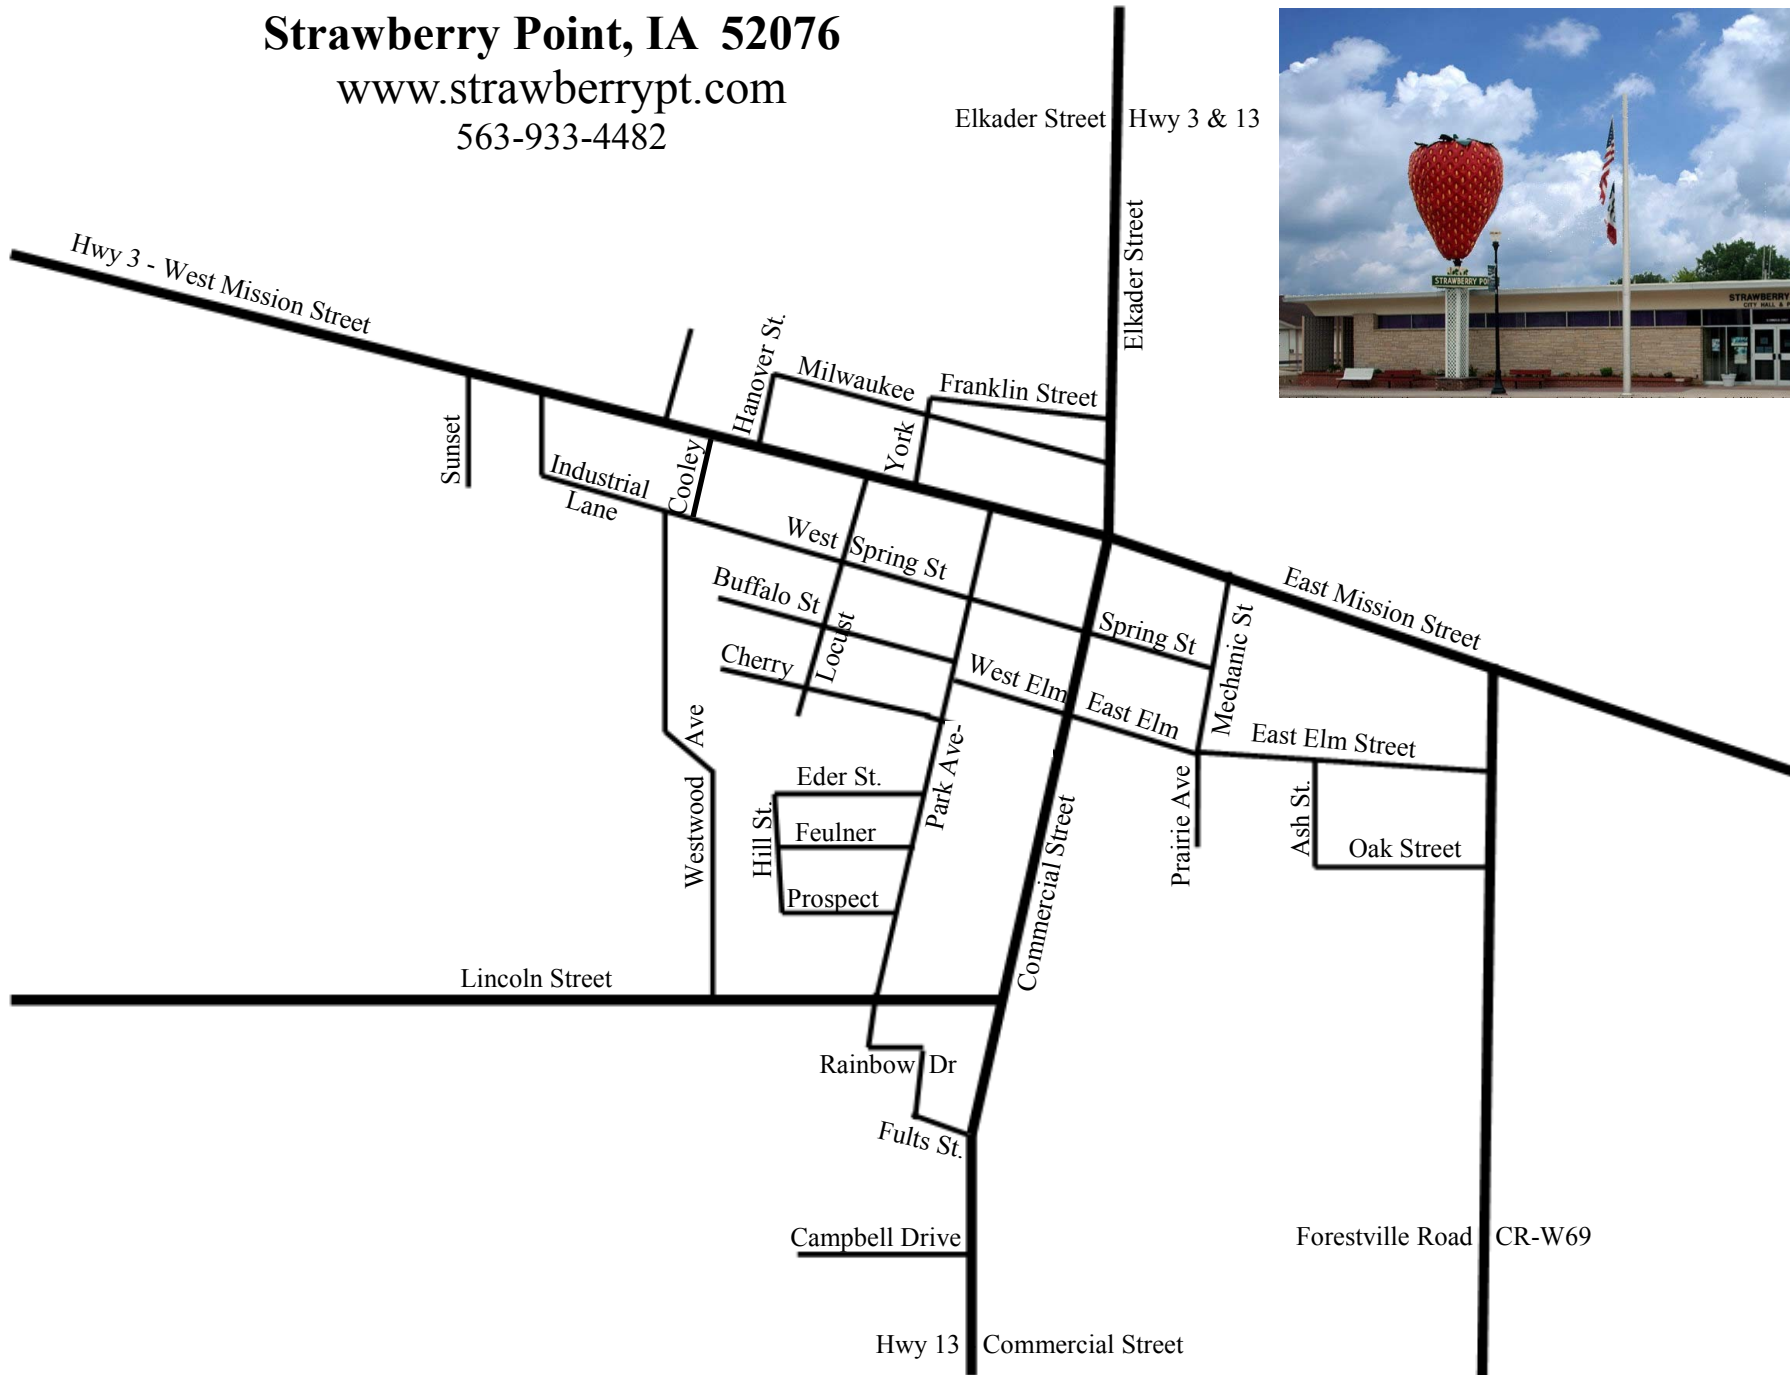 Strawberry Point, IA 52076
www.strawberrypt.com
563-933-4482
Elkader Street
Hwy 3 & 13
Elkader Street
STRAWBERRY
CITY HALL &
STRAWBERRY POI
Hwy 3 - West Mission Street
Hanover St.
Milwaukee
Franklin Street
York
Sunset
Industrial
Lane
Cooley
West Spring St
Buffalo St
Cherry
Locust
West Elm
East Elm
Spring St
Mechanic St
East Mission Street
East Elm Street
Westwood Ave
Eder St.
Hill St.
Feulner
Prospect
Park Ave-
Commercial Street
Prairie Ave
Ash St.
Oak Street
Lincoln Street
Rainbow Dr
Fults St.
Campbell Drive
Forestville Road
CR-W69
Hwy 13
Commercial Street